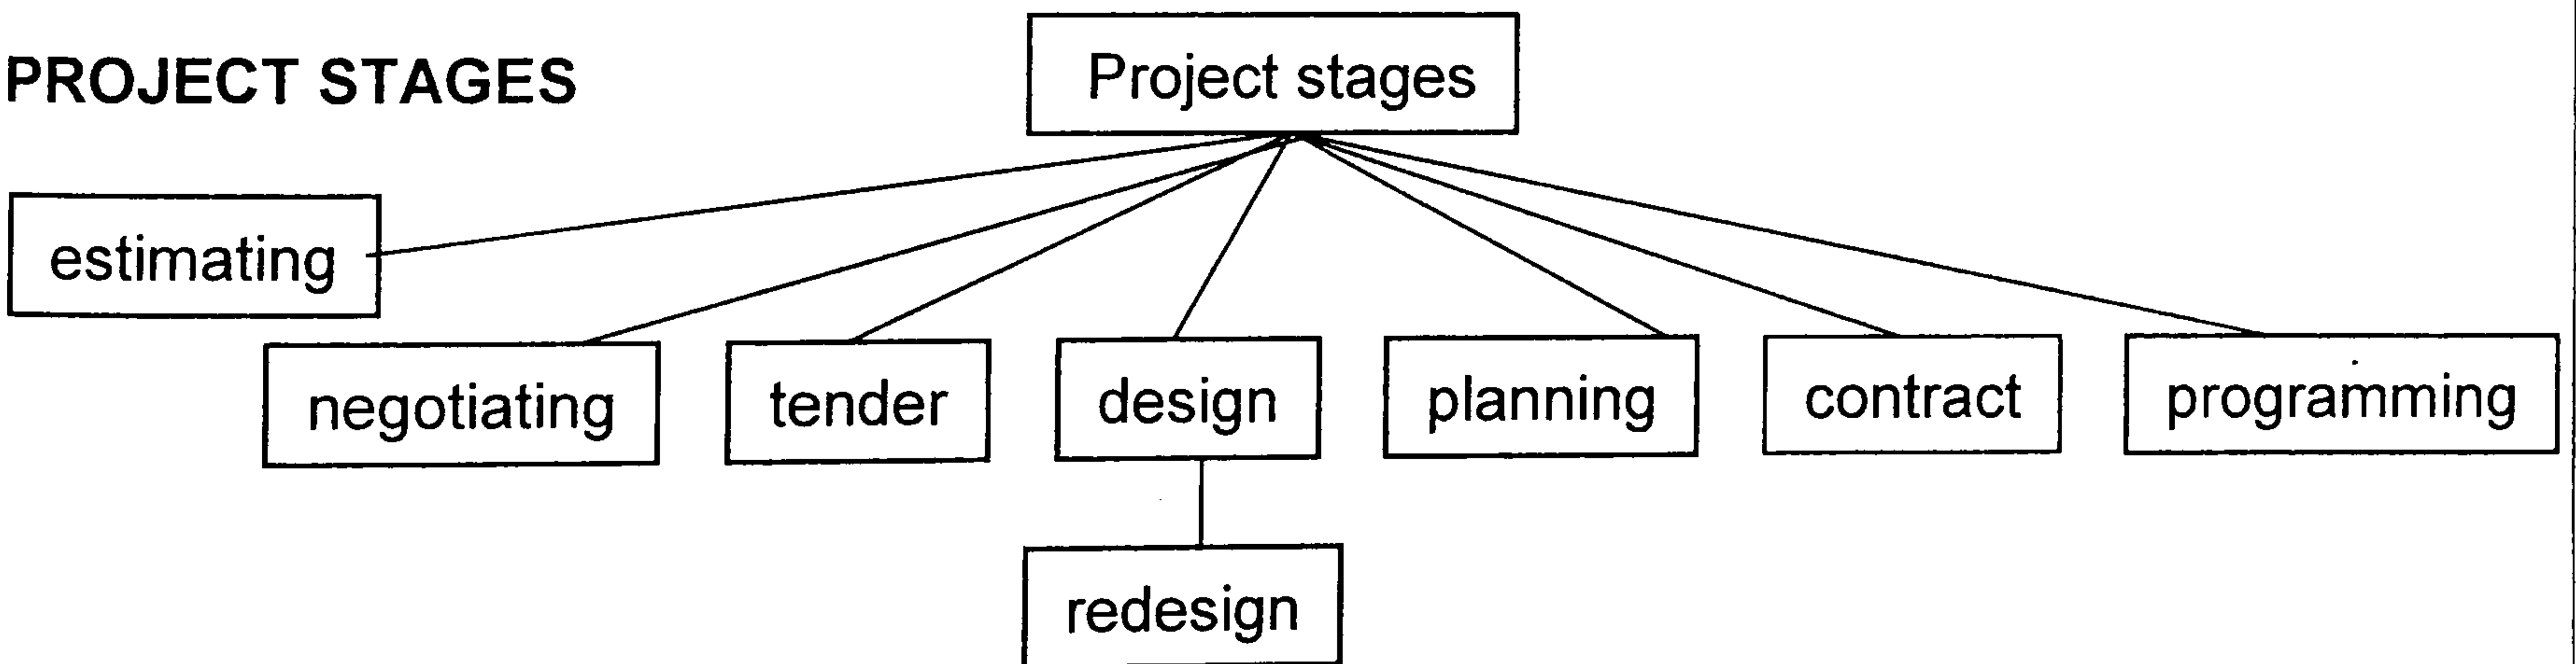 PROJECT STAGES
Project stages
estimating
negotiating
tender
design
planning
contract
programming
redesign